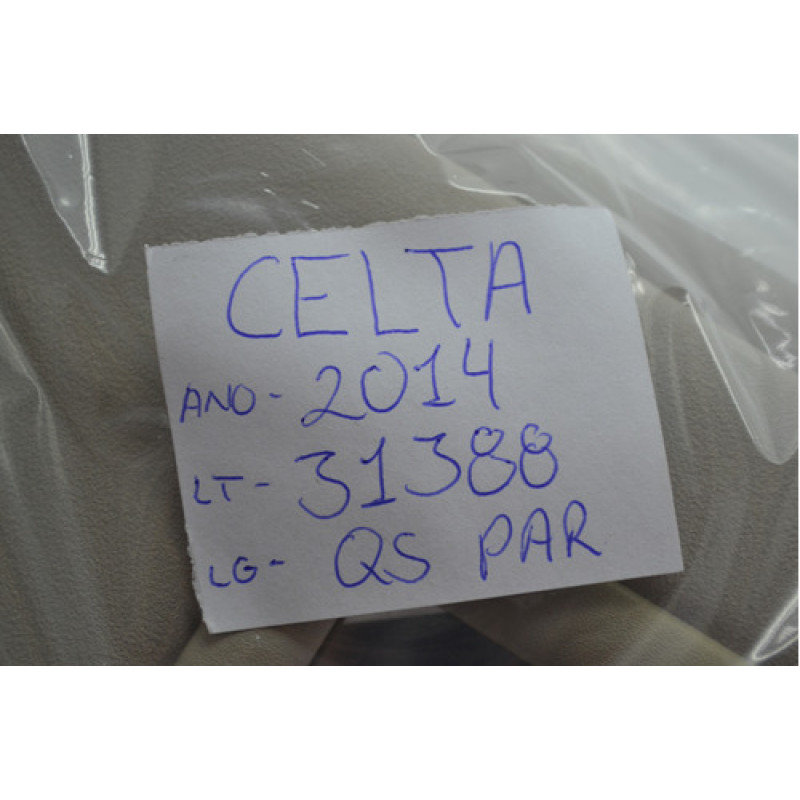 CELTA
ANO- 2014
LT- 31388
LG- QS PAR